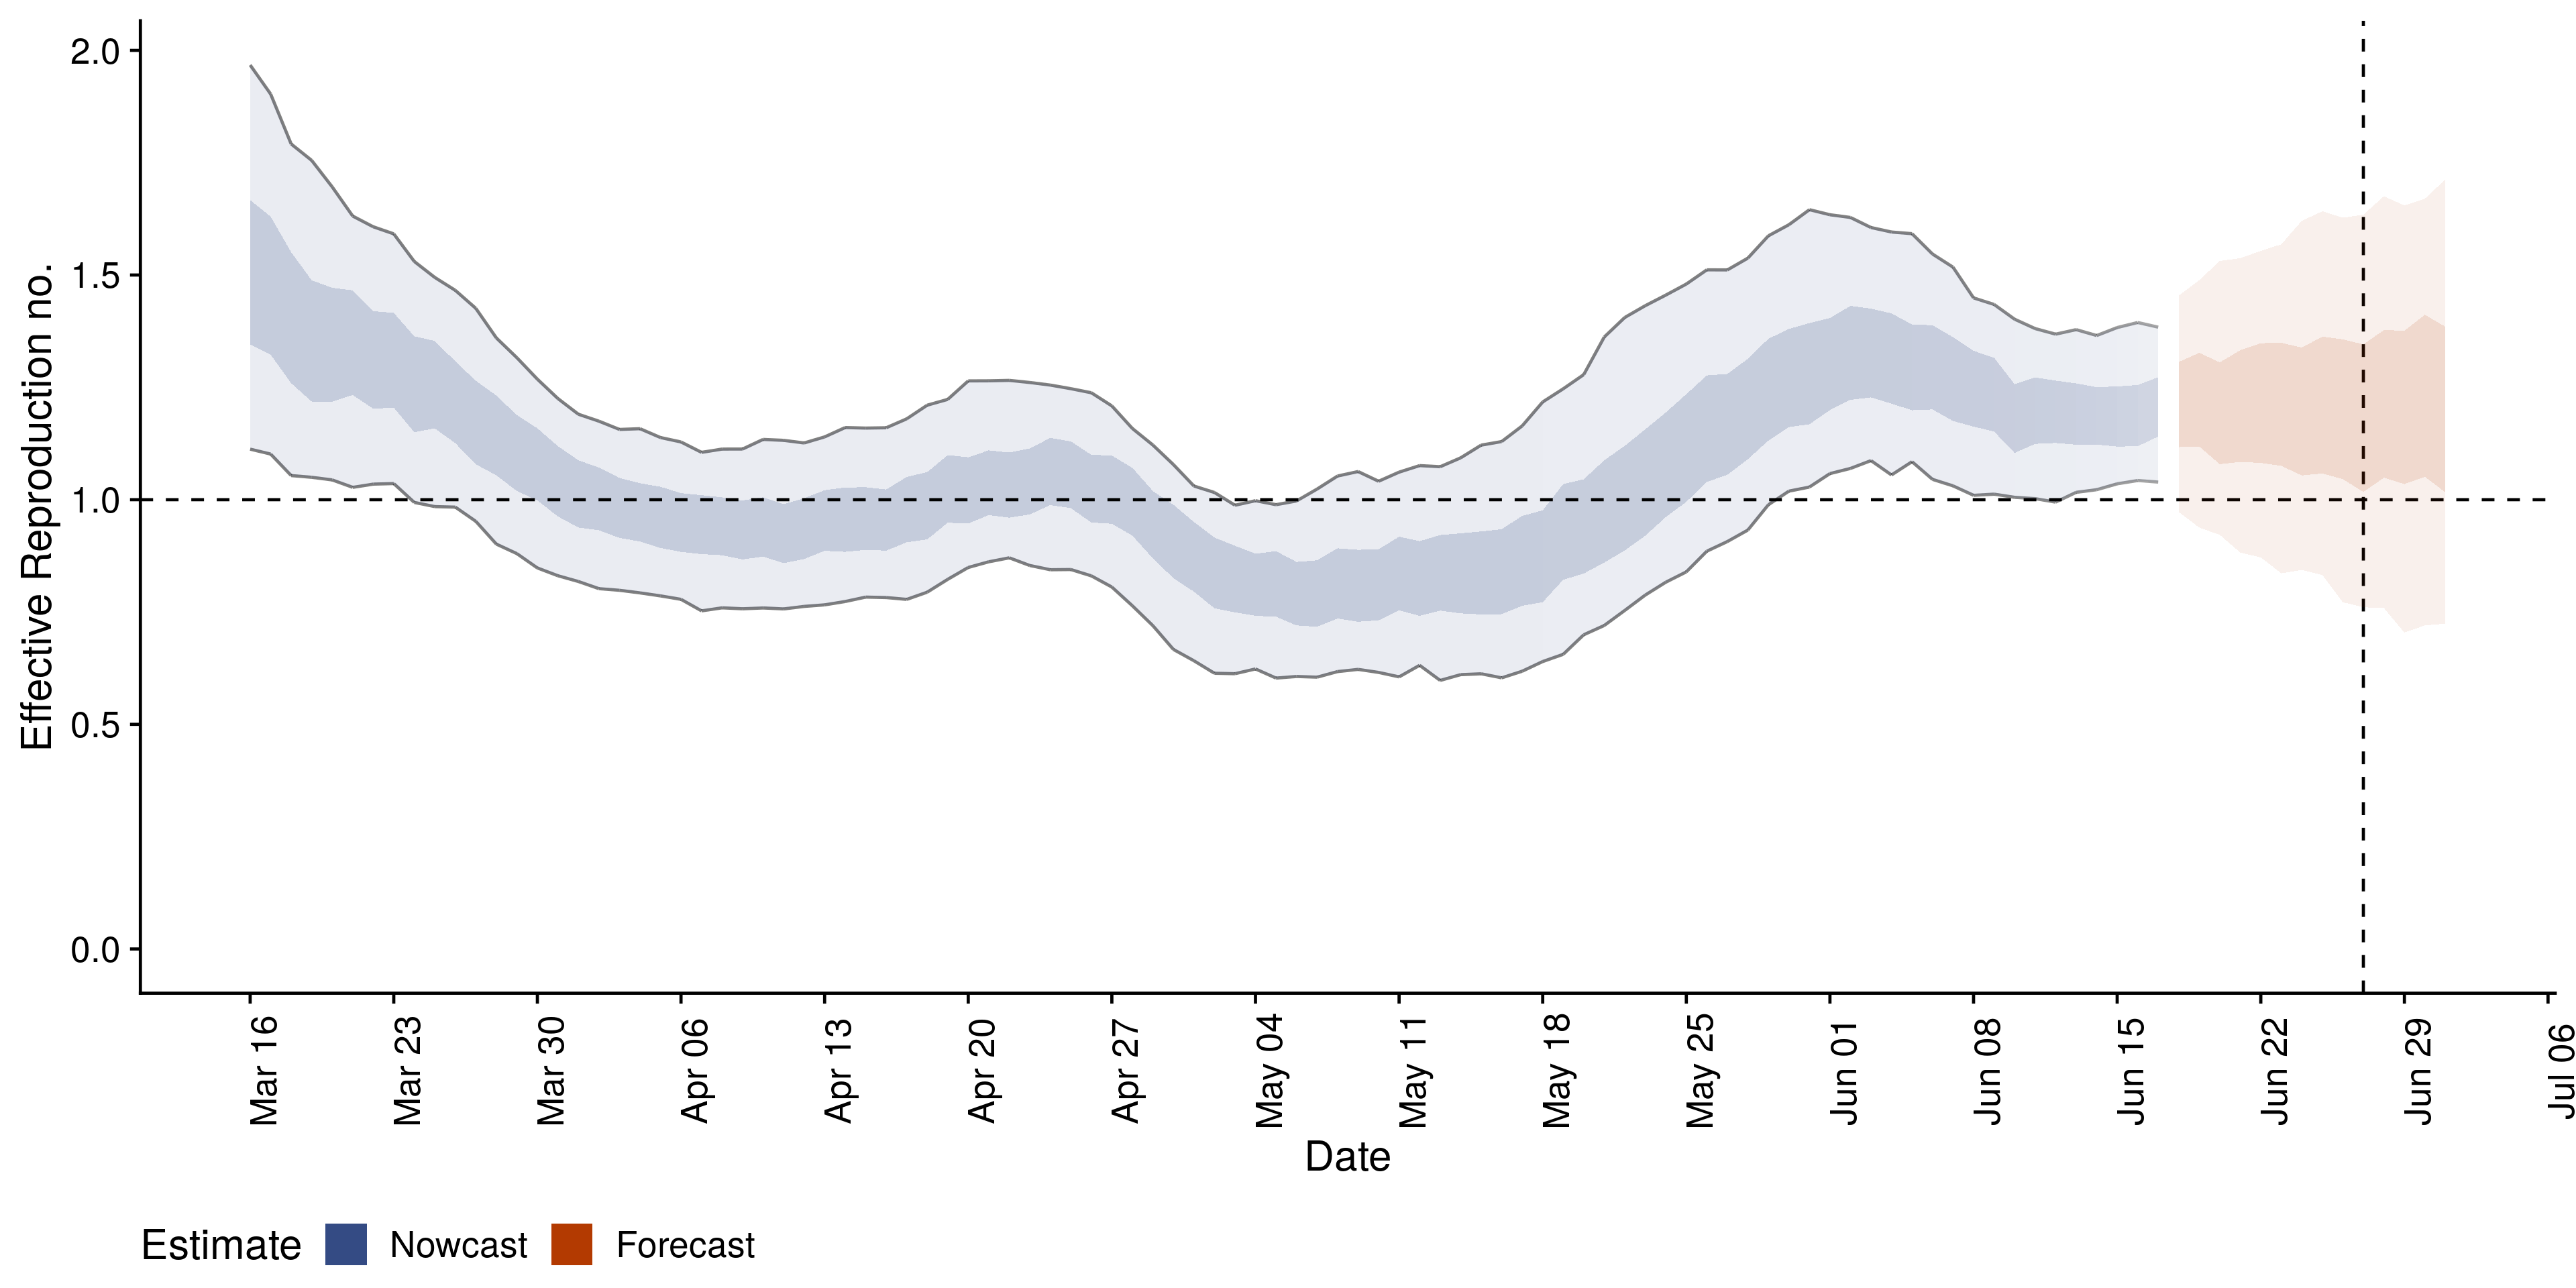 Effective Reproduction no.
2.0
1.5
1.0
0.5
0.0
Mar 16
Mar 23
Mar 30
Apr 06
Apr 13
Apr 20
Apr 27
May 04
May 11
May 18
May 25
Jun 01
Jun 08
Jun 15
Jun 22
Jun 29
Jul 06
Date
Estimate Nowcast Forecast